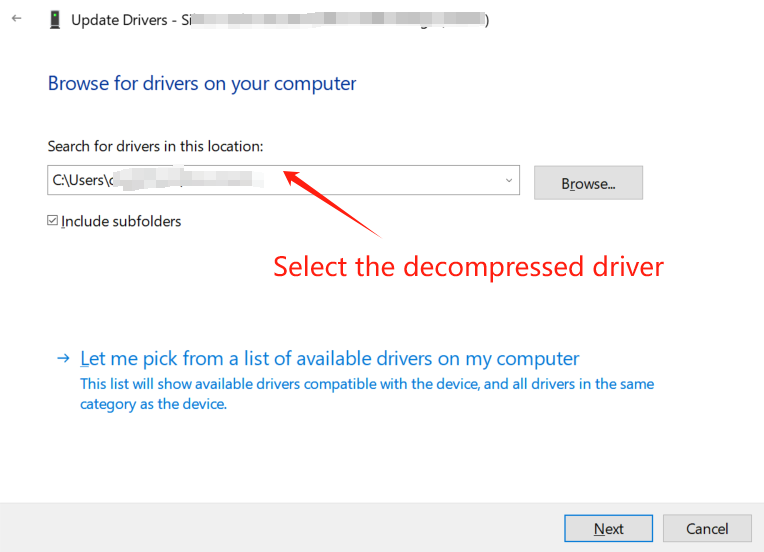 Update Drivers - Si
Browse for drivers on your computer
Search for drivers in this location:
C:\Users\
Browse...
Include subfolders
Select the decompressed driver
Let me pick from a list of available drivers on my computer
This list will show available drivers compatible with the device, and all drivers in the same
category as the device.
Next
Cancel